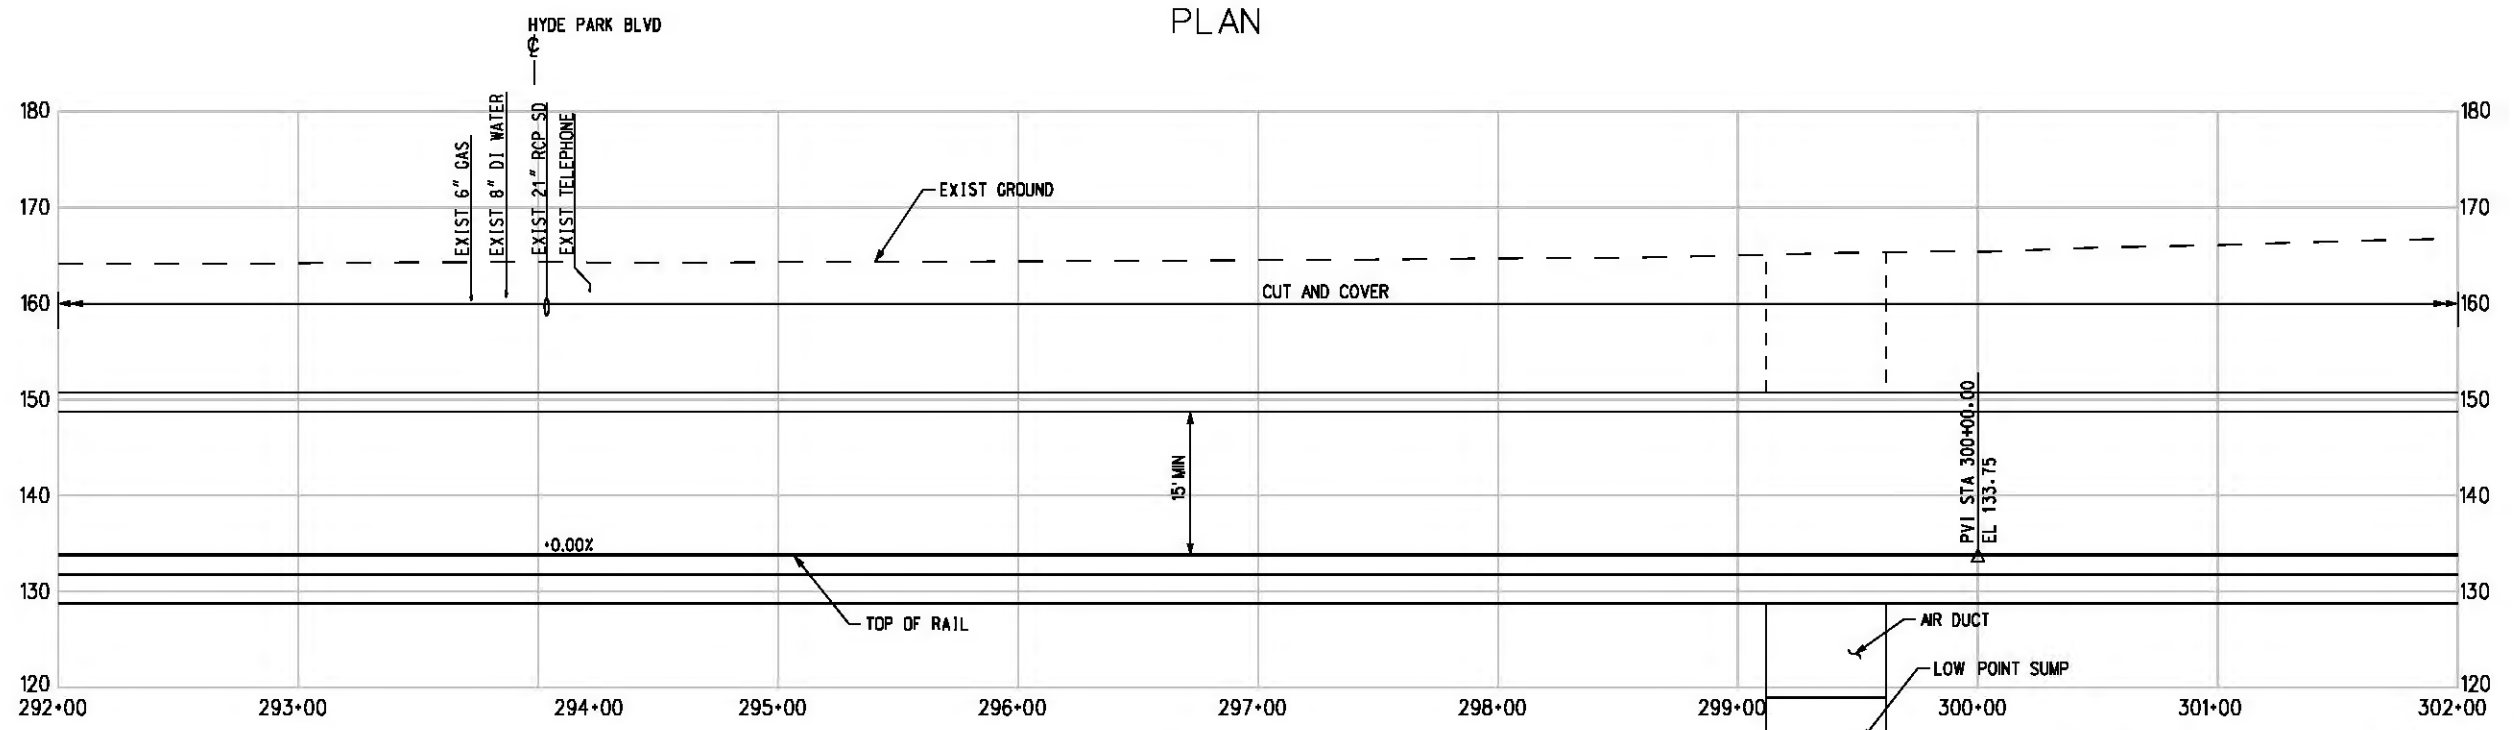 PLAN
HYDE PARK BLVD
℄
EXIST 6" GAS
EXIST 8" DI WATER
EXIST 21" RCP SD
EXIST TELEPHONE
180
180
170
170
EXIST GROUND
160
160
CUT AND COVER
150
150
15' MIN
140
140
PVI STA 300+00.00
EL 133.75
+0.00%
130
130
TOP OF RAIL
AIR DUCT
LOW POINT SUMP
120
120
292+00 293+00 294+00 295+00 296+00 297+00 298+00 299+00 300+00 301+00 302+00